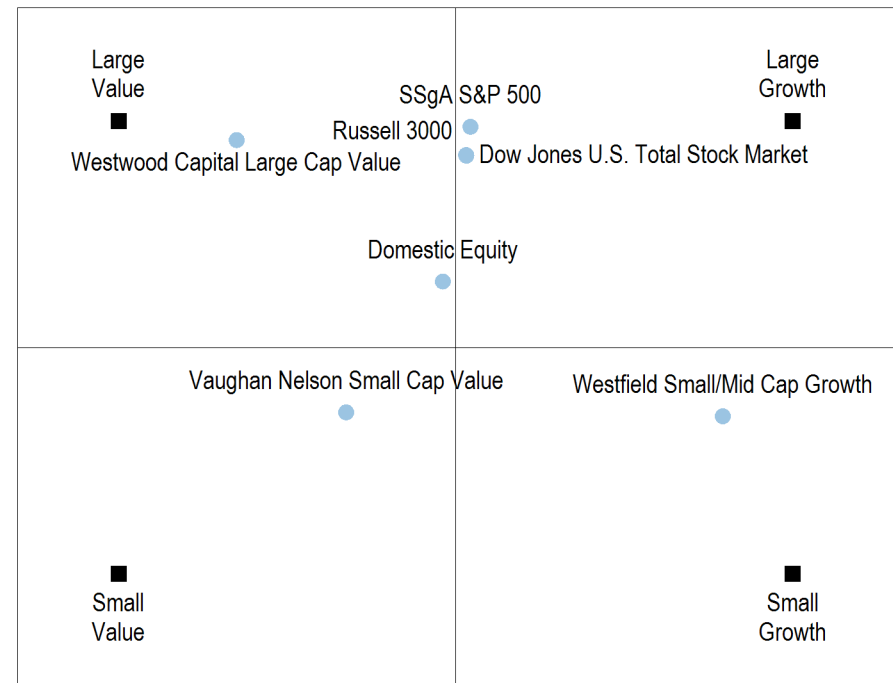 Large
Value
Large
Growth
SSgA S&P 500
Russell 3000
Westwood Capital Large Cap Value
Dow Jones U.S. Total Stock Market
Domestic Equity
Vaughan Nelson Small Cap Value
Westfield Small/Mid Cap Growth
Small
Value
Small
Growth